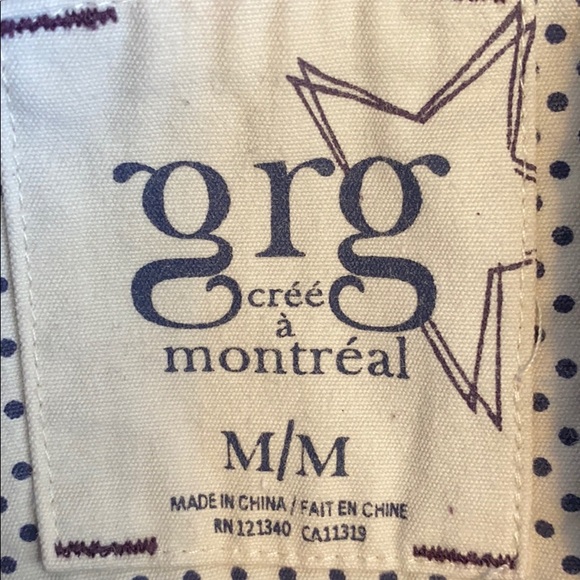 grg
créé
à
montréal
M/M
MADE IN CHINA / FAIT EN CHINE
RN 121340 CA11319